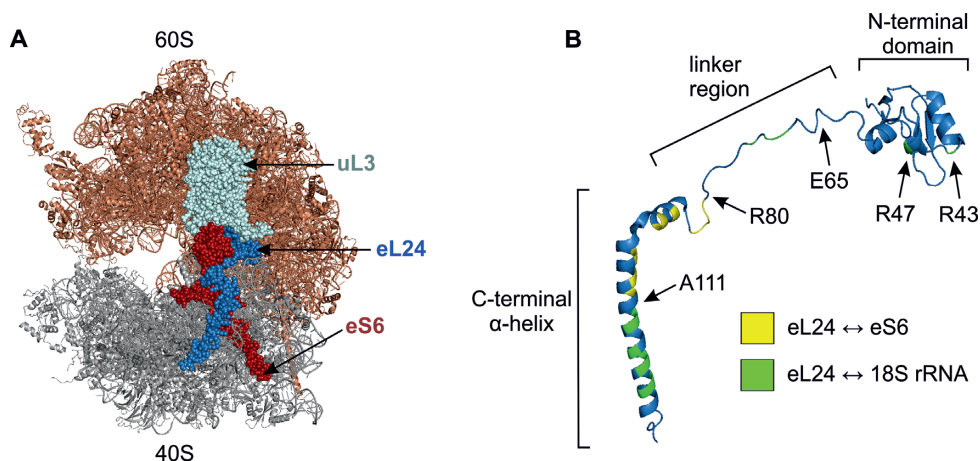 A
60S
uL3
eL24
eS6
40S
B
N-terminal
domain
linker
region
E65
R47
R43
R80
C-terminal
α-helix
A111
eL24 ↔ eS6
eL24 ↔ 18S rRNA